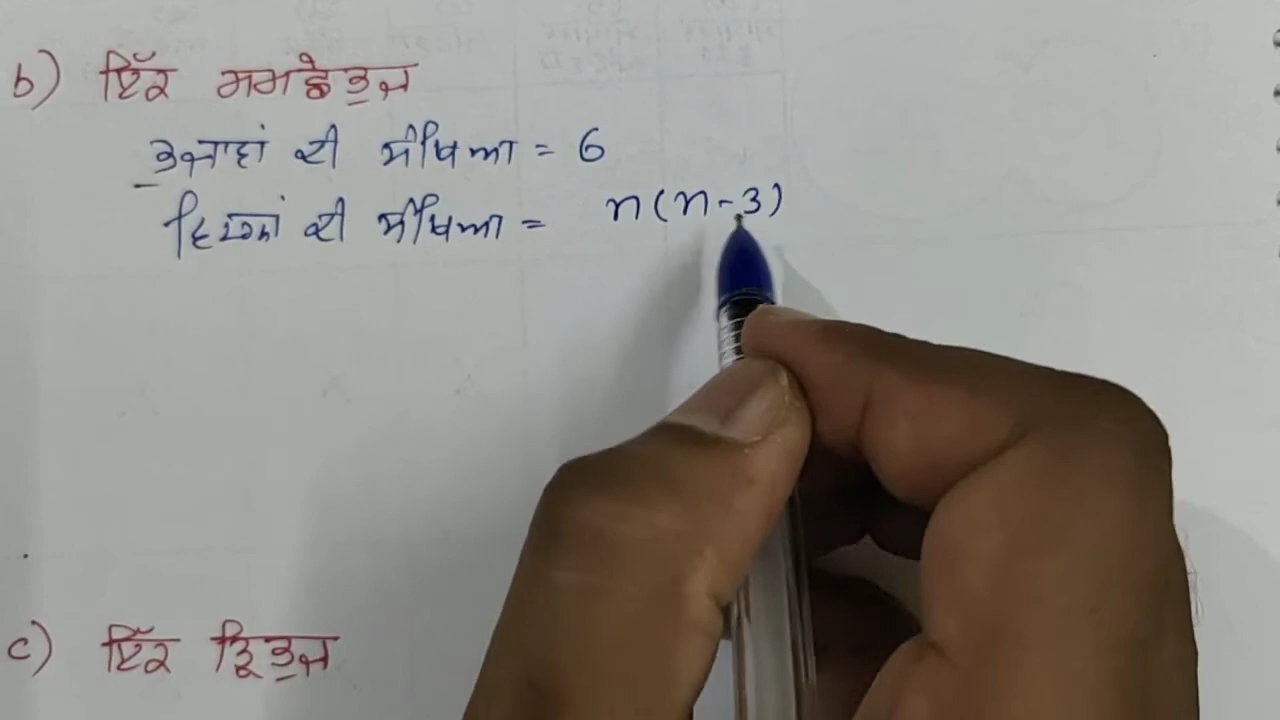 b) ਇੱਕ ਸਮਛੇਭੁਜ
ਭੁਜਾਵਾਂ ਦੀ ਸੰਖਿਆ = 6
ਵਿਕਰਨਾਂ ਦੀ ਸੰਖਿਆ = n(n-3)
c) ਇੱਕ ਤ੍ਰਿਭੁਜ